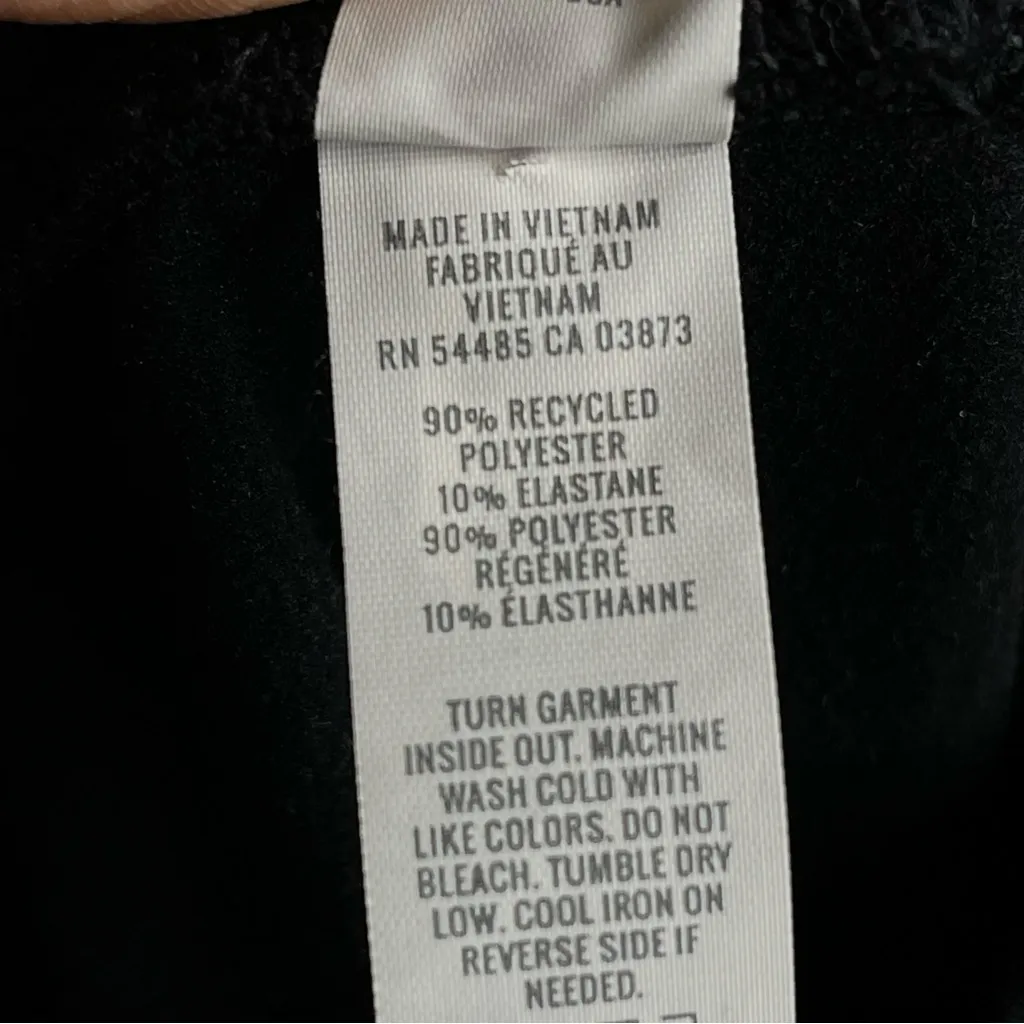 MADE IN VIETNAM
FABRIQUÉ AU
VIETNAM
RN 54485 CA 03873
90% RECYCLED
POLYESTER
10% ELASTANE
90% POLYESTER
RÉGÉNÉRÉ
10% ÉLASTHANNE
TURN GARMENT
INSIDE OUT. MACHINE
WASH COLD WITH
LIKE COLORS. DO NOT
BLEACH. TUMBLE DRY
LOW. COOL IRON ON
REVERSE SIDE IF
NEEDED.